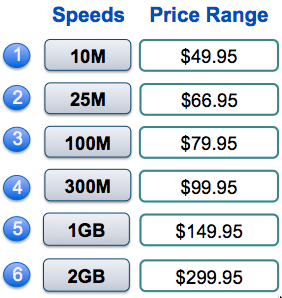 Speeds Price Range
1 10M $49.95
2 25M $66.95
3 100M $79.95
4 300M $99.95
5 1GB $149.95
6 2GB $299.95